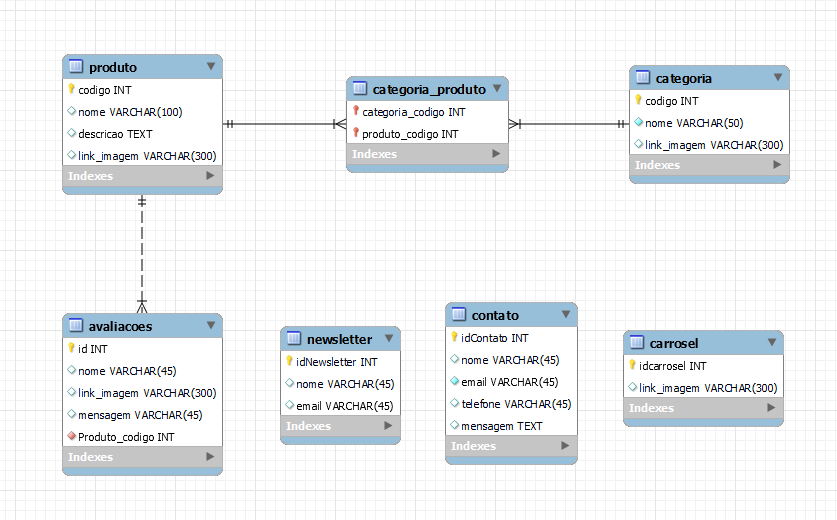 produto
codigo INT
nome VARCHAR(100)
descricao TEXT
link_imagem VARCHAR(300)
Indexes
categoria_produto
categoria_codigo INT
produto_codigo INT
Indexes
categoria
codigo INT
nome VARCHAR(50)
link_imagem VARCHAR(300)
Indexes
avaliacoes
id INT
nome VARCHAR(45)
link_imagem VARCHAR(300)
mensagem VARCHAR(45)
Produto_codigo INT
Indexes
newsletter
idNewsletter INT
nome VARCHAR(45)
email VARCHAR(45)
Indexes
contato
idContato INT
nome VARCHAR(45)
email VARCHAR(45)
telefone VARCHAR(45)
mensagem TEXT
Indexes
carrosel
idcarrosel INT
link_imagem VARCHAR(300)
Indexes